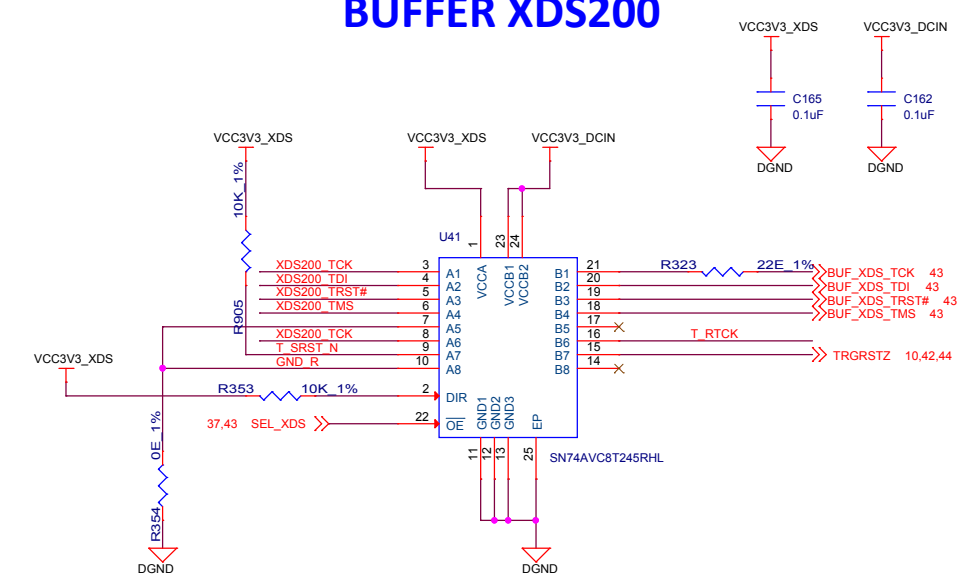 BUFFER XDS200
VCC3V3_XDS
VCC3V3_DCIN
C165
0.1uF
C162
0.1uF
DGND
DGND
VCC3V3_XDS
VCC3V3_XDS
VCC3V3_DCIN
10K_1%
R905
U41
1
23
24
VCCA
VCCB1
VCCB2
XDS200_TCK 3 A1
XDS200_TDI 4 A2
XDS200_TRST# 5 A3
XDS200_TMS 6 A4
7 A5
XDS200_TCK 8 A6
T_SRST_N 9 A7
GND_R 10 A8
B1 21 R323 22E_1% BUF_XDS_TCK 43
B2 20 BUF_XDS_TDI 43
B3 19 BUF_XDS_TRST# 43
B4 18 BUF_XDS_TMS 43
B5 17
B6 16 T_RTCK
B7 15 TRGRSTZ 10,42,44
B8 14
VCC3V3_XDS
R353 10K_1% 2 DIR
37,43 SEL_XDS 22 OE
GND1
GND2
GND3
EP
11
12
13
25
SN74AVC8T245RHL
0E_1%
R354
DGND
DGND